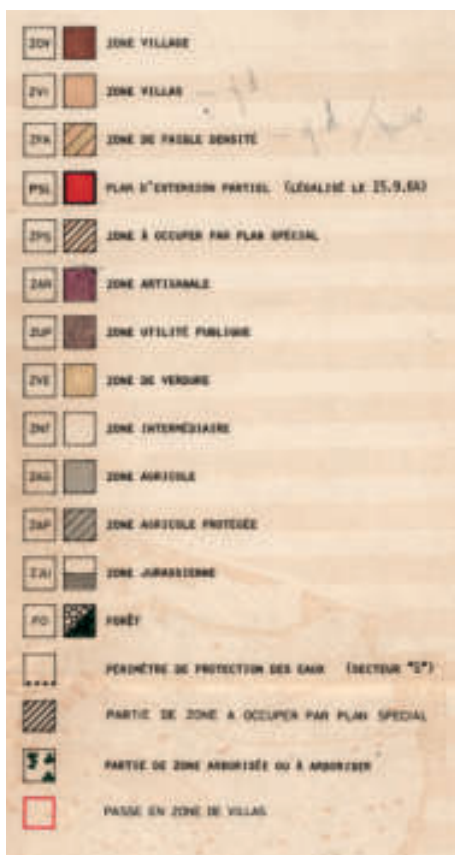 ZOV ZONE VILLAGE
ZVI ZONE VILLAS
ZFA ZONE DE FAIBLE DENSITÉ
PSL PLAN D'EXTENSION PARTIEL (LÉGALISÉ LE 25.9.64)
ZPS ZONE À OCCUPER PAR PLAN SPÉCIAL
ZAR ZONE ARTISANALE
ZUP ZONE UTILITÉ PUBLIQUE
ZVE ZONE DE VERDURE
ZNT ZONE INTERMÉDIAIRE
ZAG ZONE AGRICOLE
ZAP ZONE AGRICOLE PROTÉGÉE
ZJU ZONE JURASSIENNE
FO FORÊT
PÉRIMÈTRE DE PROTECTION DES EAUX (SECTEUR "S")
PARTIE DE ZONE A OCCUPER PAR PLAN SPECIAL
PARTIE DE ZONE ARBORISÉE OU À ARBORISER
PASSE EN ZONE DE VILLAS